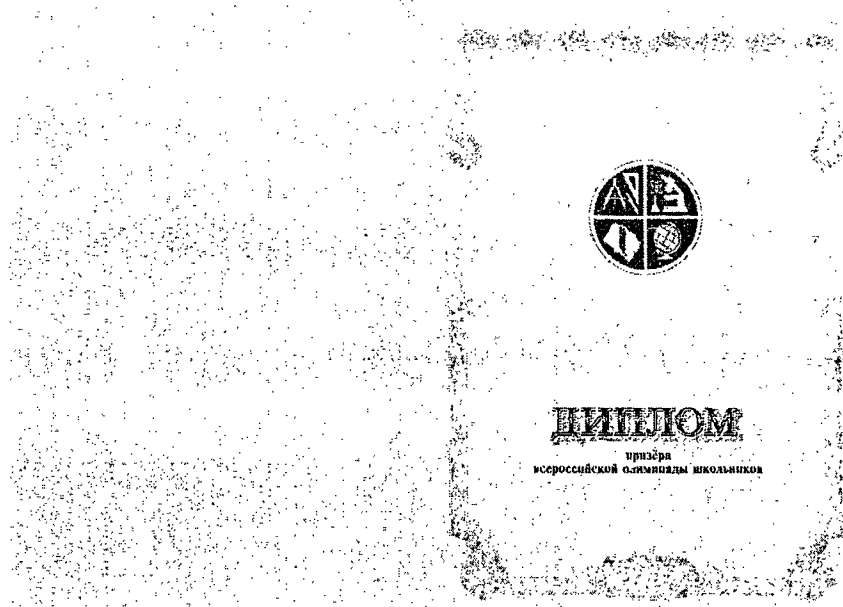 ДИПЛОМ
призёра
всероссийской олимпиады школьников